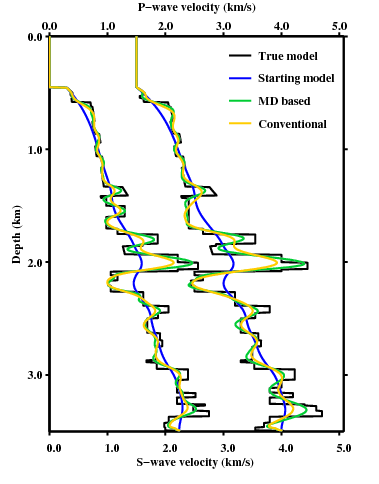 P-wave velocity (km/s)
0.0 1.0 2.0 3.0 4.0 5.0
0.0
True model
Starting model
MD based
Conventional
1.0
Depth (km)
2.0
3.0
0.0 1.0 2.0 3.0 4.0 5.0
S-wave velocity (km/s)